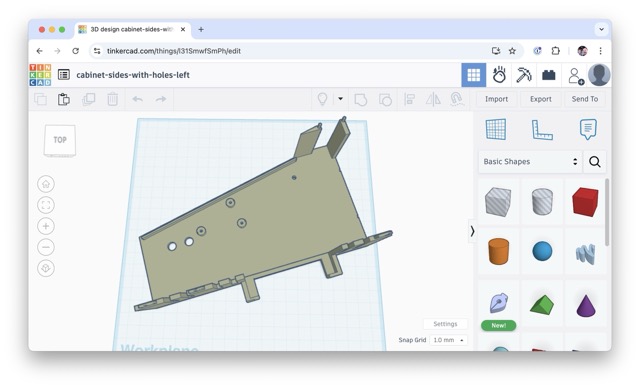 3D design cabinet-sides-with
tinkercad.com/things/l31SmwfSmPh/edit
TIN
KER
CAD
cabinet-sides-with-holes-left
Import
Export
Send To
TOP
Basic Shapes
New!
Settings
Workplane
Snap Grid
1.0 mm